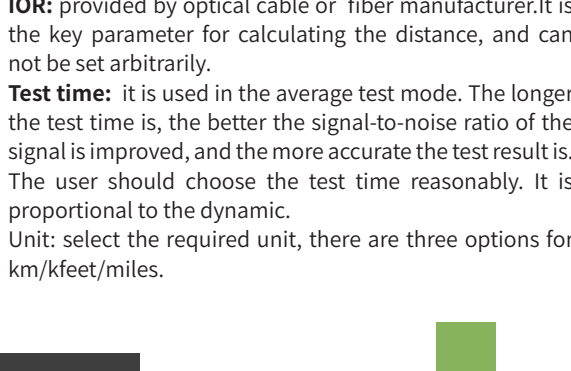 IOR: provided by optical cable or fiber manufacturer.It is
the key parameter for calculating the distance, and can
not be set arbitrarily.
Test time: it is used in the average test mode. The longer
the test time is, the better the signal-to-noise ratio of the
signal is improved, and the more accurate the test result is.
The user should choose the test time reasonably. It is
proportional to the dynamic.
Unit: select the required unit, there are three options for
km/kfeet/miles.